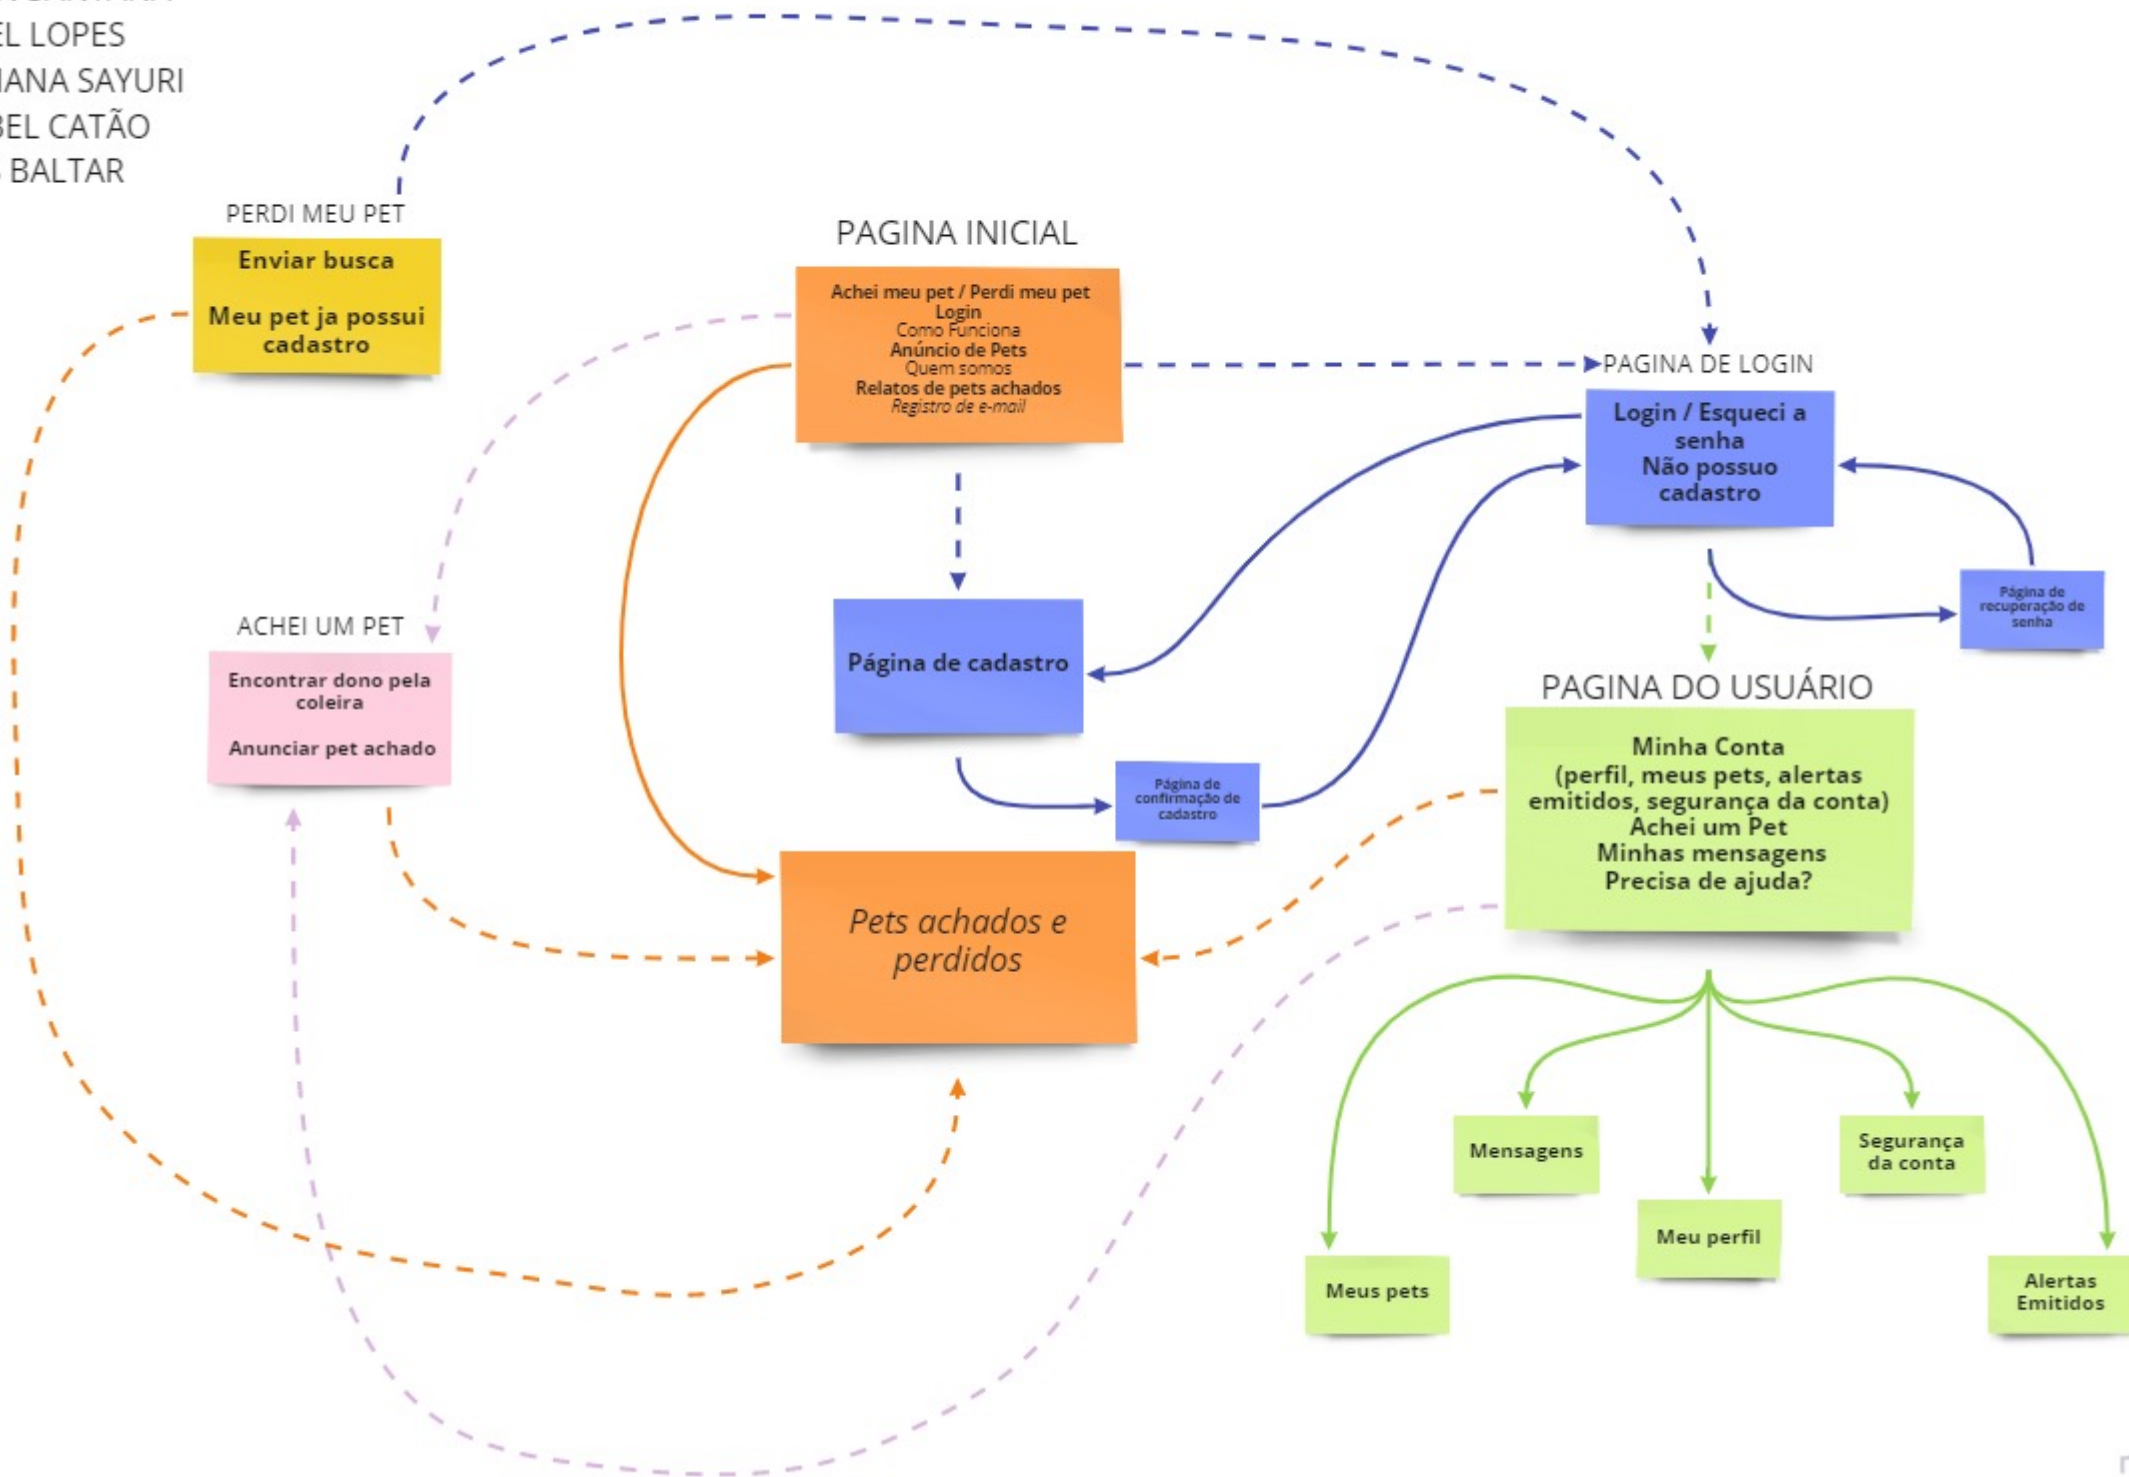 EL LOPES
IANA SAYURI
BEL CATÃO
BALTAR
PERDI MEU PET
Enviar busca
Meu pet ja possui
cadastro
PAGINA INICIAL
Achei meu pet / Perdi meu pet
Login
Como Funciona
Anúncio de Pets
Quem somos
Relatos de pets achados
Registro de e-mail
PAGINA DE LOGIN
Login / Esqueci a
senha
Não possuo
cadastro
Página de
recuperação de
senha
ACHEI UM PET
Encontrar dono pela
coleira
Anunciar pet achado
Página de cadastro
Página de
confirmação de
cadastro
PAGINA DO USUÁRIO
Minha Conta
(perfil, meus pets, alertas
emitidos, segurança da conta)
Achei um Pet
Minhas mensagens
Precisa de ajuda?
Pets achados e
perdidos
Mensagens
Segurança
da conta
Meu perfil
Meus pets
Alertas
Emitidos